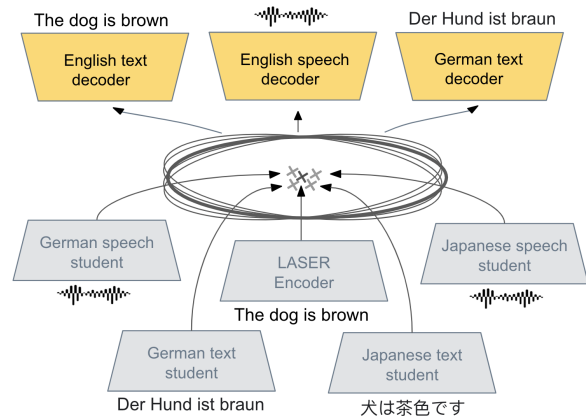 The dog is brown
Der Hund ist braun
English text
decoder
English speech
decoder
German text
decoder
German speech
student
LASER
Encoder
Japanese speech
student
The dog is brown
German text
student
Japanese text
student
Der Hund ist braun
犬は茶色です